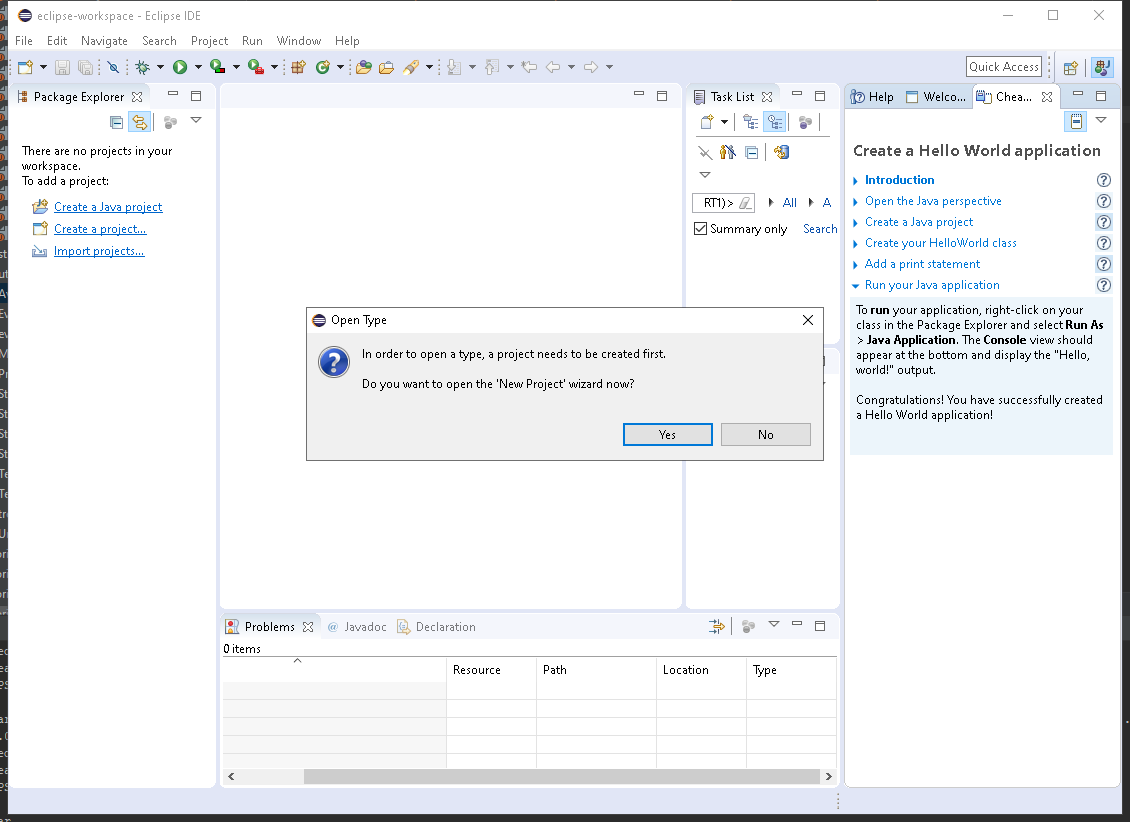 eclipse-workspace - Eclipse IDE
File Edit Navigate Search Project Run Window Help
Quick Access
Package Explorer
There are no projects in your
workspace.
To add a project:
Create a Java project
Create a project...
Import projects...
Task List
RT1)> All A
Summary only Search
Help Welco... Chea...
Create a Hello World application
Introduction
Open the Java perspective
Create a Java project
Create your HelloWorld class
Add a print statement
Run your Java application
To run your application, right-click on your
class in the Package Explorer and select Run As
> Java Application. The Console view should
appear at the bottom and display the "Hello,
world!" output.
Congratulations! You have successfully created
a Hello World application!
Open Type
In order to open a type, a project needs to be created first.
Do you want to open the 'New Project' wizard now?
Yes No
Problems @ Javadoc Declaration
0 items
Resource Path Location Type